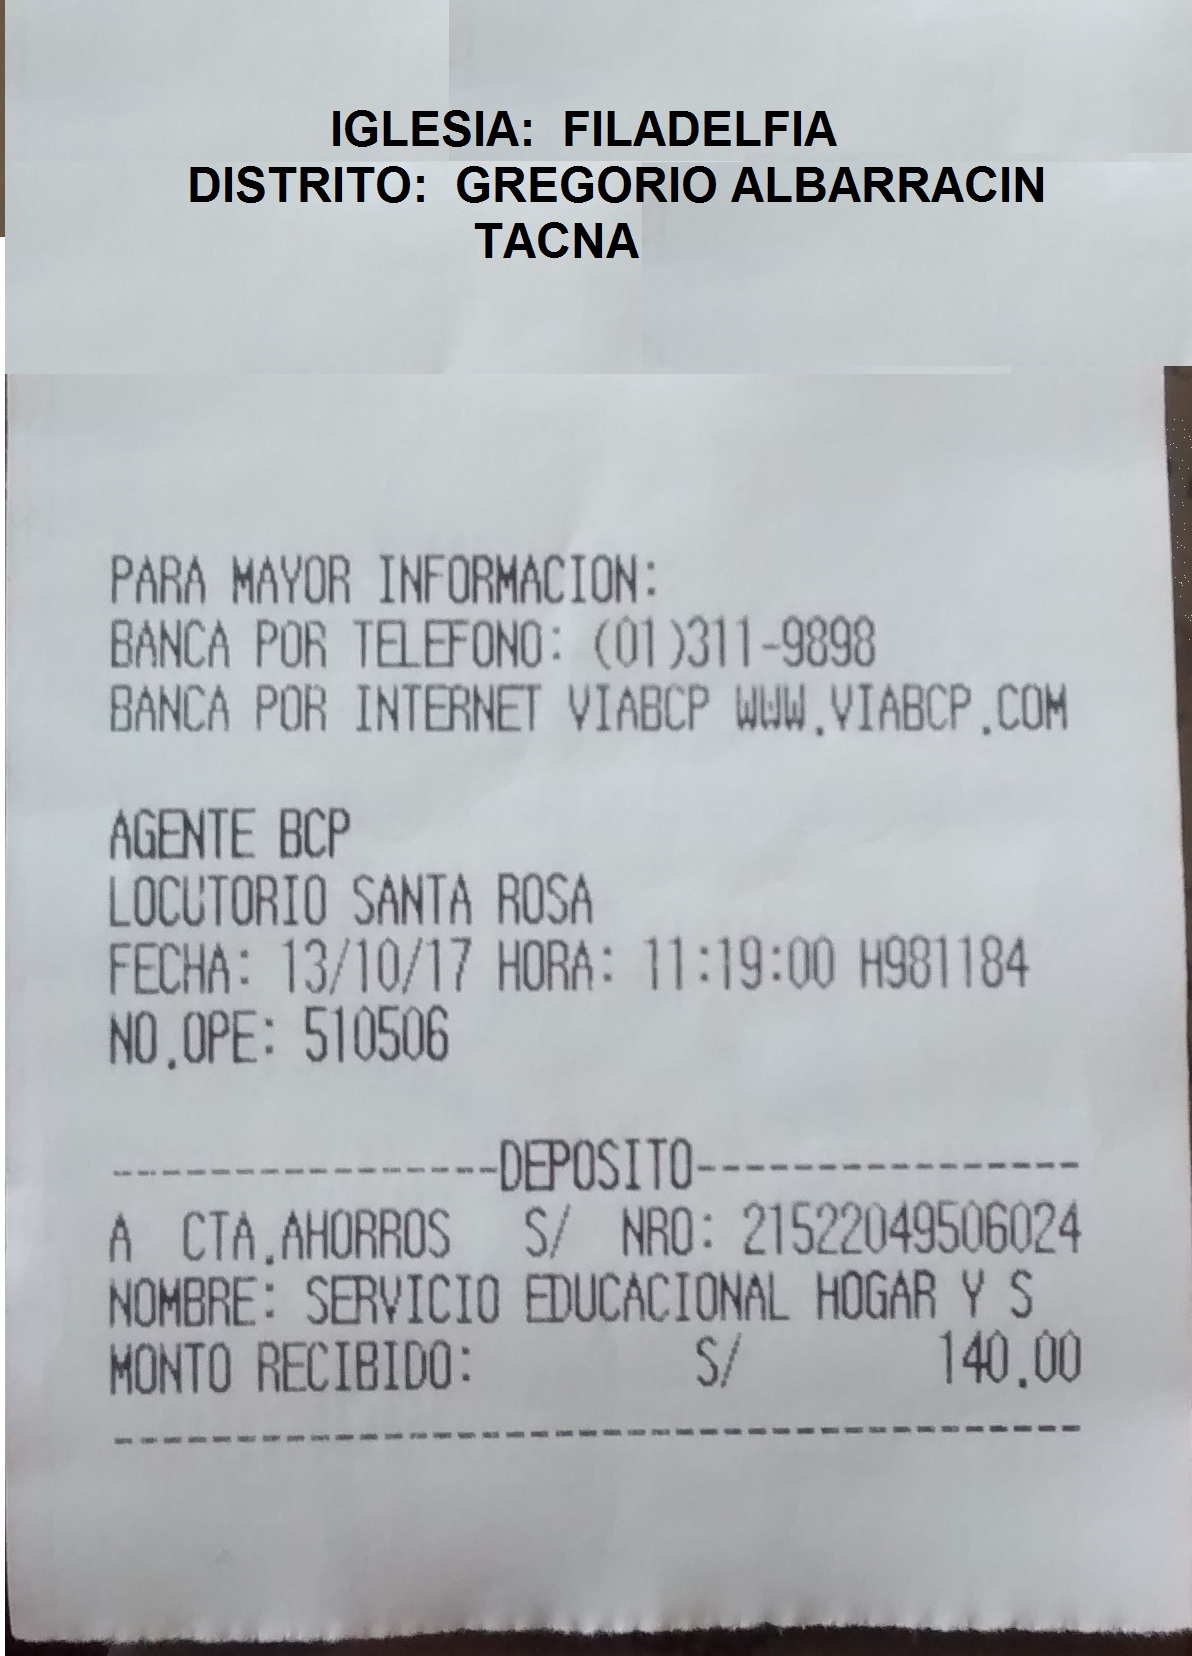 IGLESIA: FILADELFIA
DISTRITO: GREGORIO ALBARRACIN
TACNA
PARA MAYOR INFORMACION:
BANCA POR TELEFONO: (01)311-9898
BANCA POR INTERNET VIABCP WWW.VIABCP.COM
AGENTE BCP
LOCUTORIO SANTA ROSA
FECHA: 13/10/17 HORA: 11:19:00 H981184
NO.OPE: 510506
----------------DEPOSITO----------------
A CTA.AHORROS S/ NRO: 21522049506024
NOMBRE: SERVICIO EDUCACIONAL HOGAR Y S
MONTO RECIBIDO: S/ 140.00
----------------------------------------